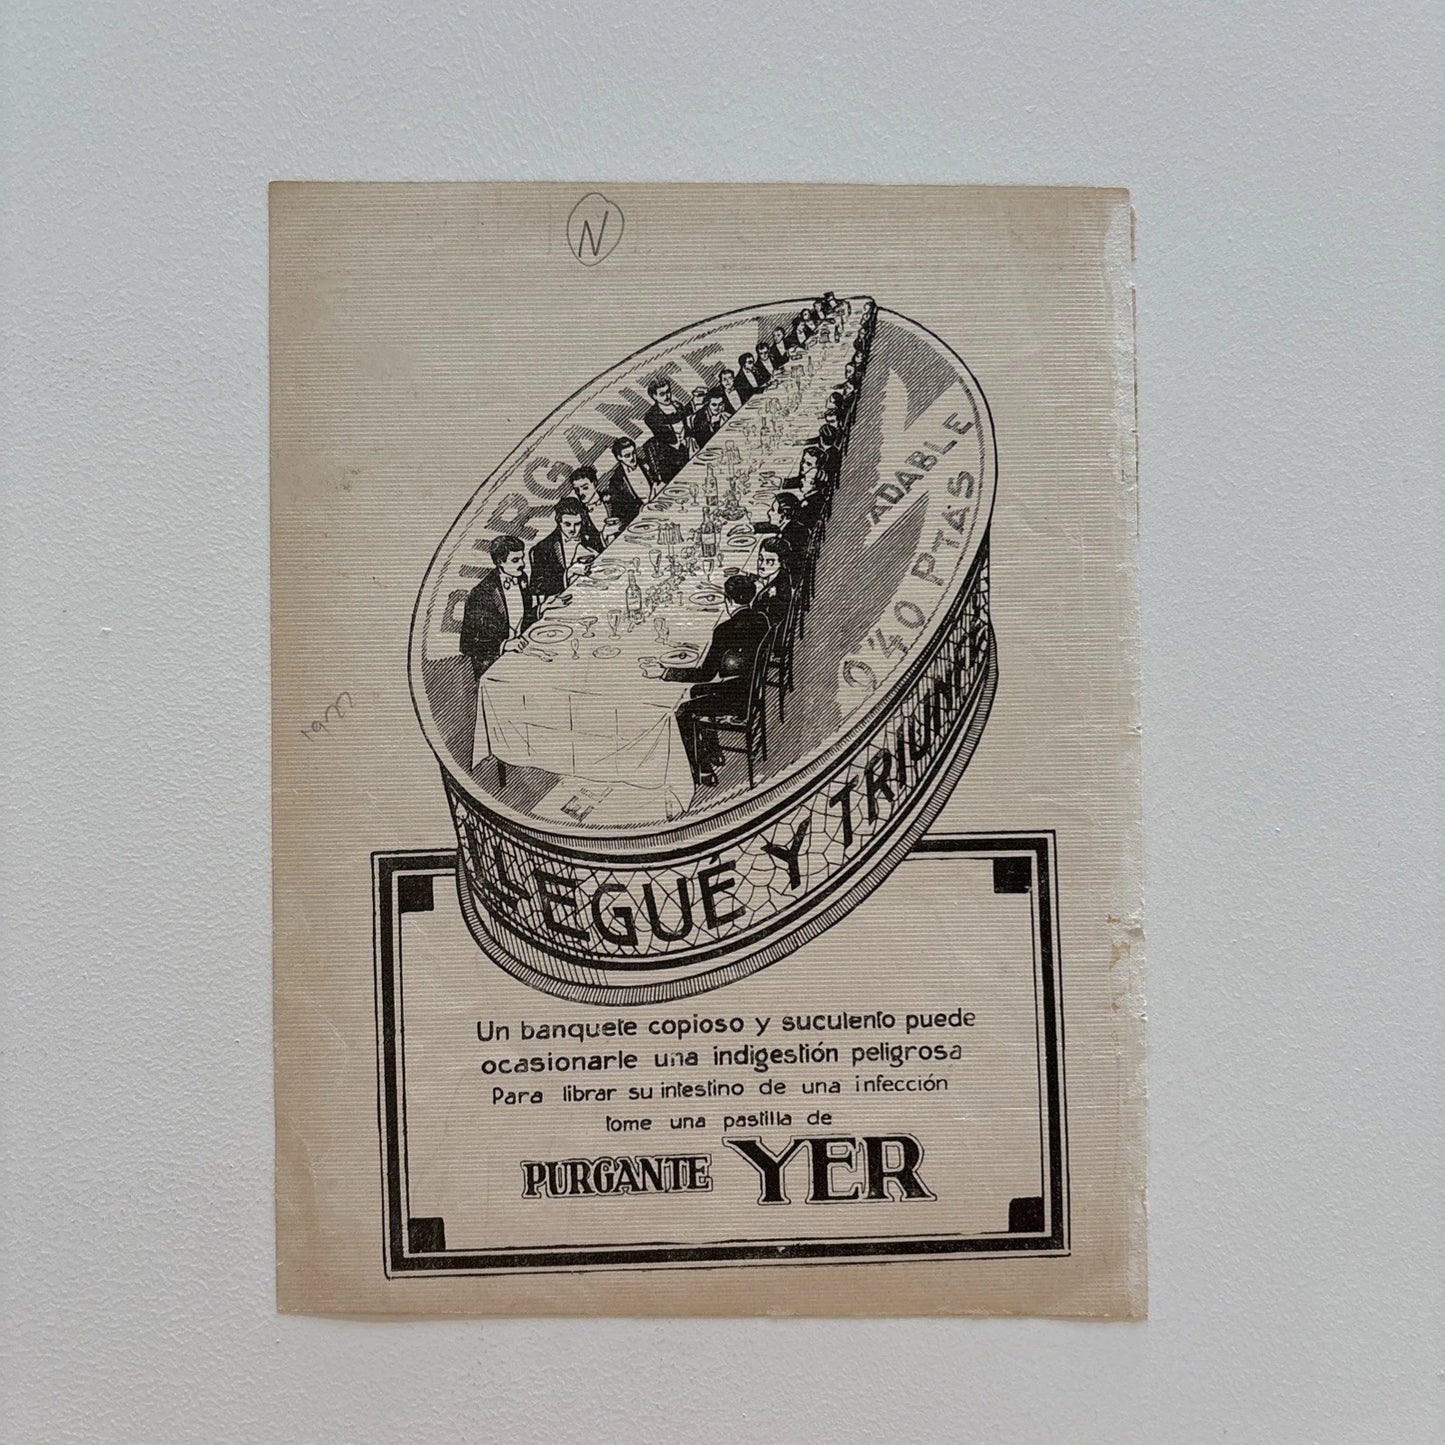 N
PURGANTE
ADABLE
0'40 PTAS
1922
LLEGUÉ Y TRIUNFÉ
Un banquete copioso y suculento puede
ocasionarle una indigestión peligrosa
Para librar su intestino de una infección
tome una pastilla de
PURGANTE YER